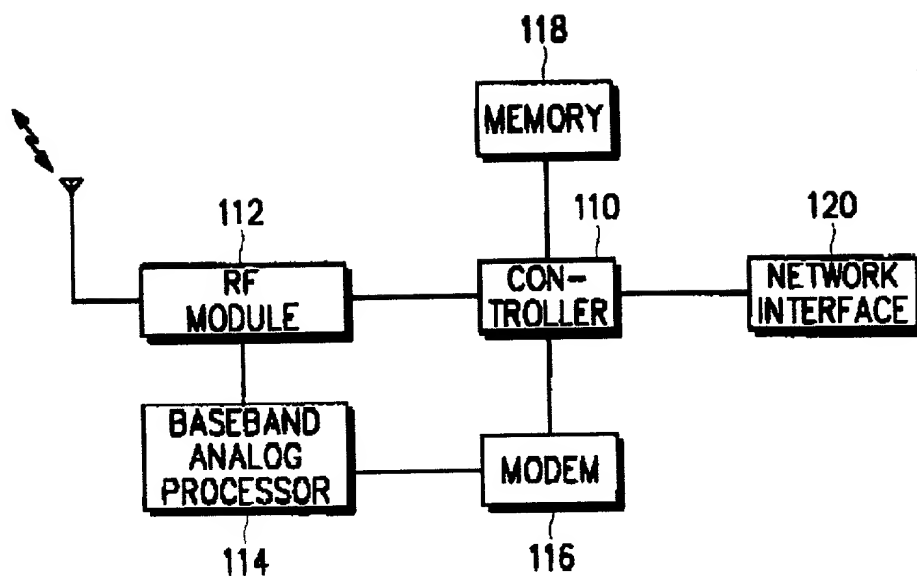 118
MEMORY
112
110
120
RF
MODULE
CON-
TROLLER
NETWORK
INTERFACE
BASEBAND
ANALOG
PROCESSOR
MODEM
114
116